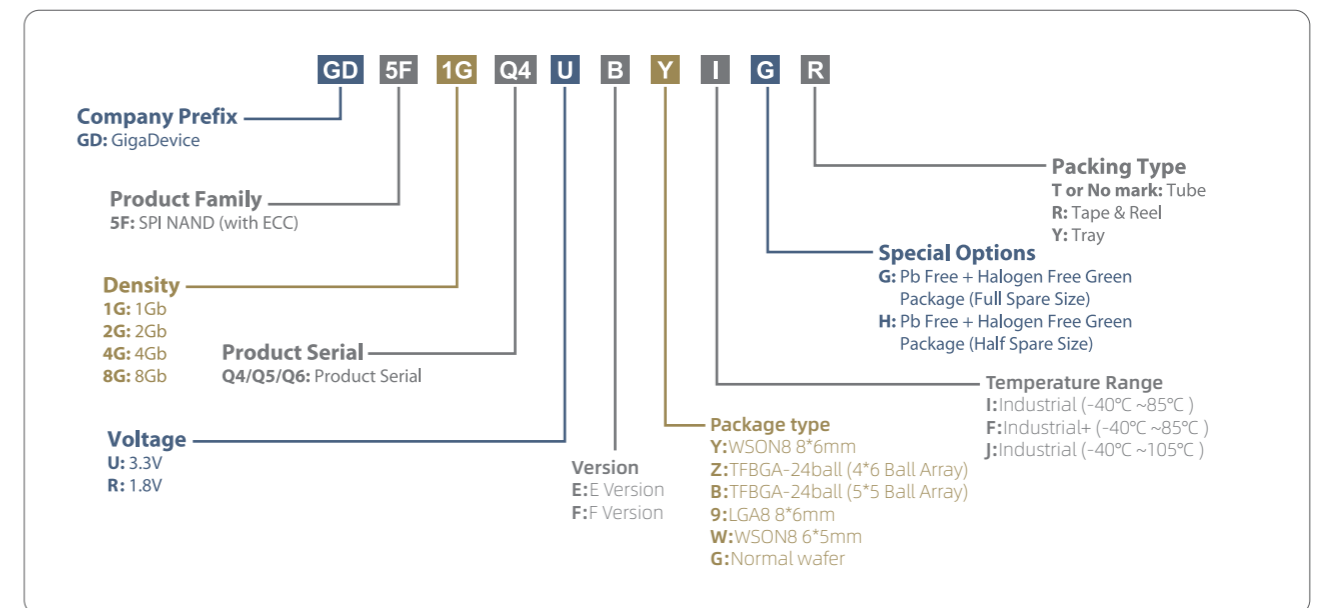 GD 5F 1G Q4 U B Y I G R
Company Prefix
GD: GigaDevice
Product Family
5F: SPI NAND (with ECC)
Density
1G: 1Gb
2G: 2Gb
4G: 4Gb
8G: 8Gb
Product Serial
Q4/Q5/Q6: Product Serial
Voltage
U: 3.3V
R: 1.8V
Version
E:E Version
F:F Version
Package type
Y:WSON8 8*6mm
Z:TFBGA-24ball (4*6 Ball Array)
B:TFBGA-24ball (5*5 Ball Array)
9:LGA8 8*6mm
W:WSON8 6*5mm
G:Normal wafer
Temperature Range
I:Industrial (-40℃ ~85℃ )
F:Industrial+ (-40℃ ~85℃ )
J:Industrial (-40℃ ~105℃ )
Special Options
G: Pb Free + Halogen Free Green
Package (Full Spare Size)
H: Pb Free + Halogen Free Green
Package (Half Spare Size)
Packing Type
T or No mark: Tube
R: Tape & Reel
Y: Tray